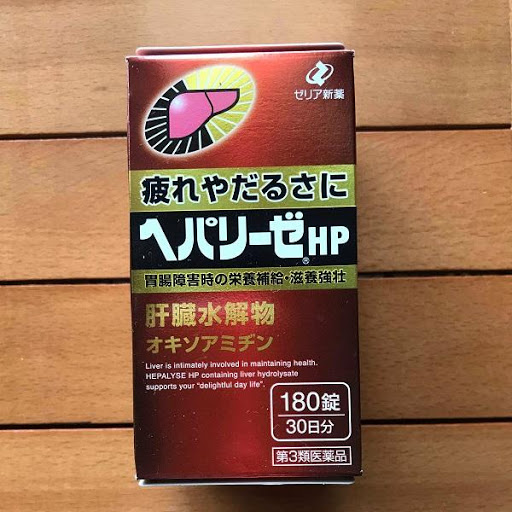 ゼリア新薬
疲れやだるさに
ヘパリーゼ®HP
胃腸障害時の栄養補給・滋養強壮
肝臓水解物
オキソアミヂン
Liver is intimately involved in maintaining health.
HEPALYSE HP containing liver hydrolysate
supports your "delightful day life".
180錠
30日分
第3類医薬品